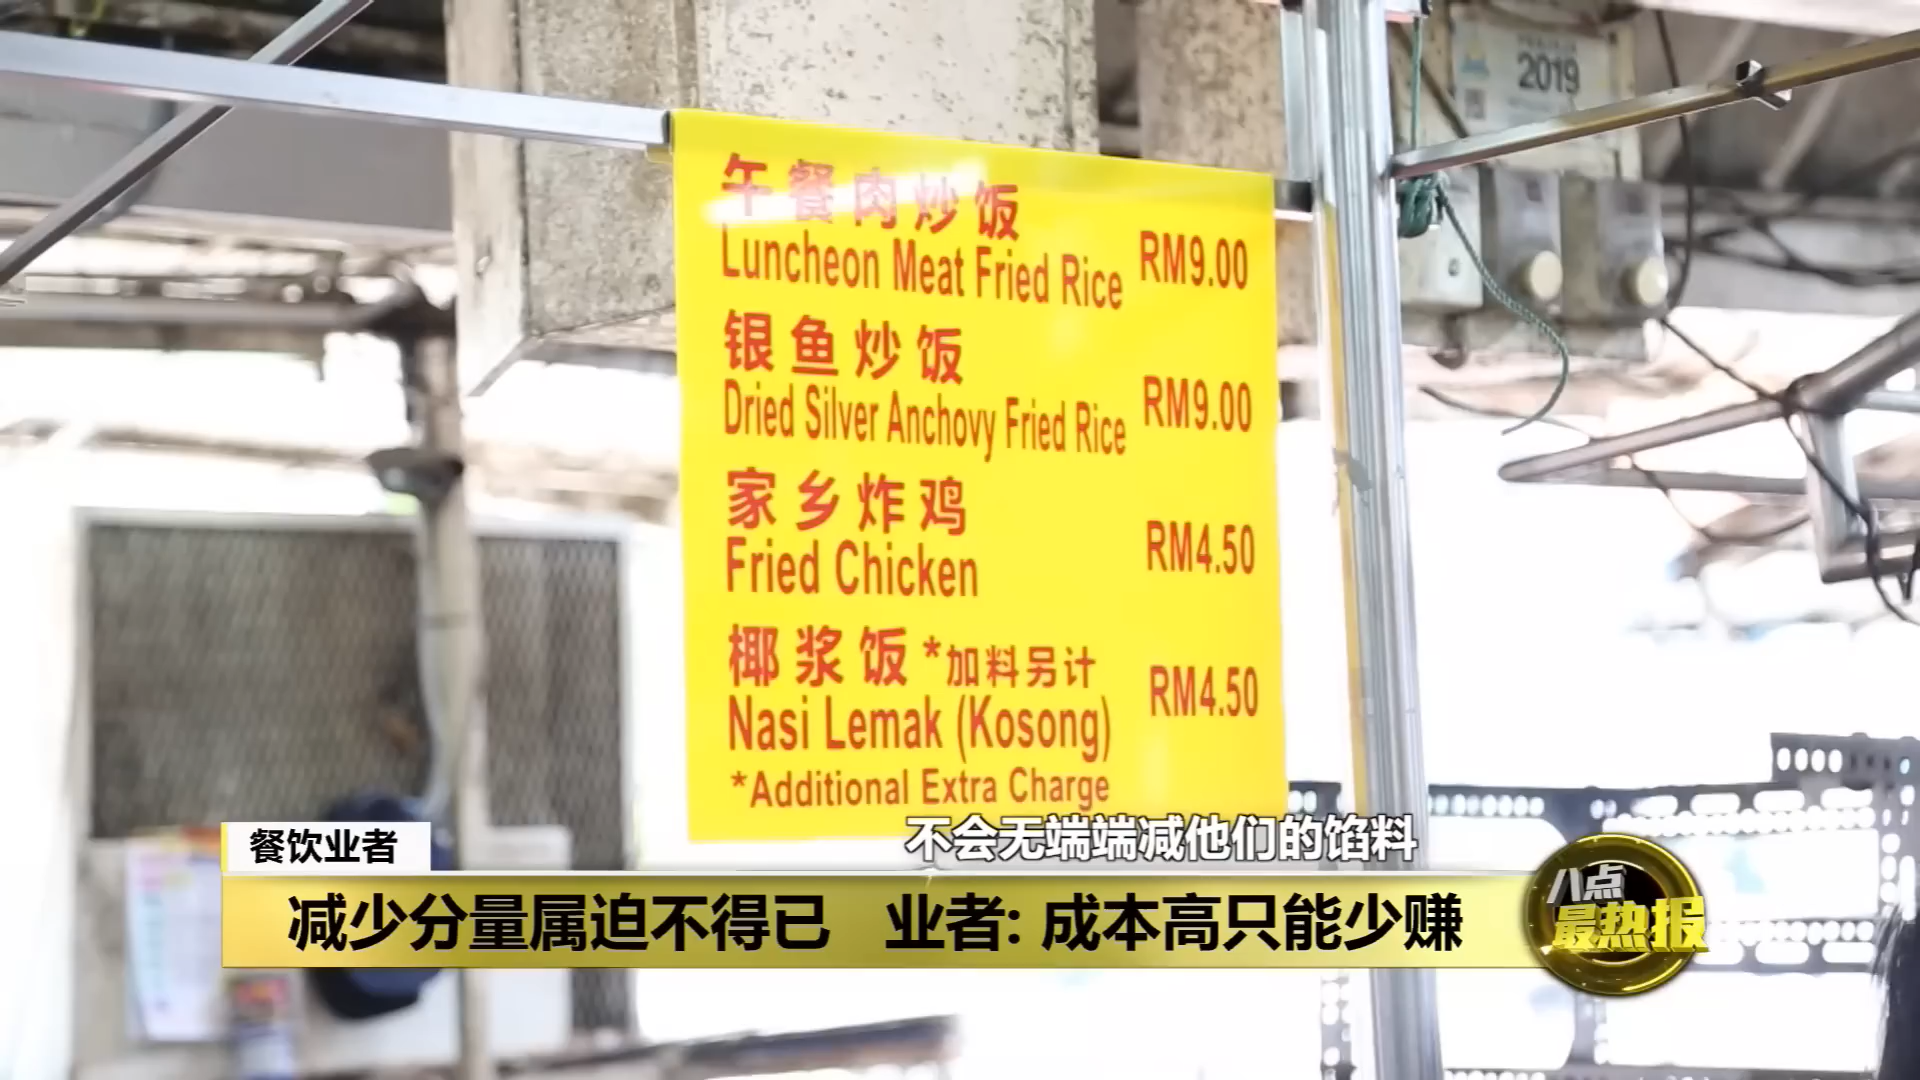 2019
午餐肉炒饭
Luncheon Meat Fried Rice RM9.00
银鱼炒饭
Dried Silver Anchovy Fried Rice RM9.00
家乡炸鸡
Fried Chicken RM4.50
椰浆饭 *加料另计
Nasi Lemak (Kosong) RM4.50
*Additional Extra Charge
不会无端端减他们的馅料
餐饮业者
减少分量属迫不得已 业者: 成本高只能少赚
八点
最热报